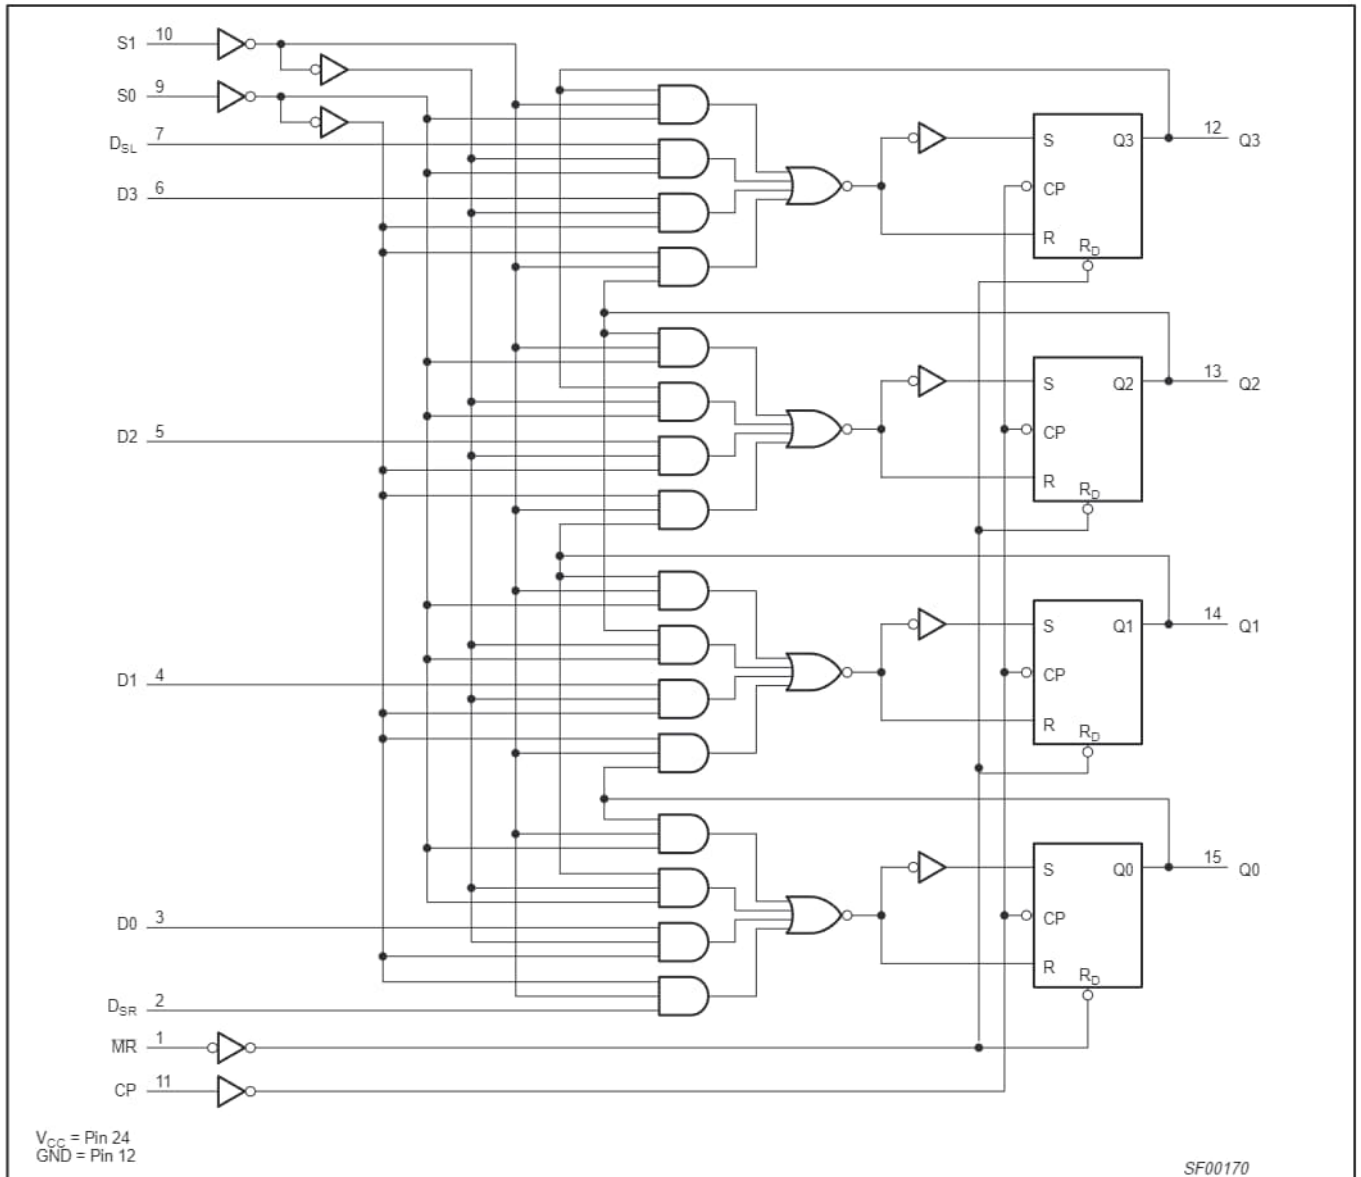 S1 10
S0 9
DSL 7
D3 6
D2 5
D1 4
D0 3
DSR 2
MR 1
CP 11
S Q3 12 Q3
CP
R RD
S Q2 13 Q2
CP
R RD
S Q1 14 Q1
CP
R RD
S Q0 15 Q0
CP
R RD
VCC = Pin 24
GND = Pin 12
SF00170